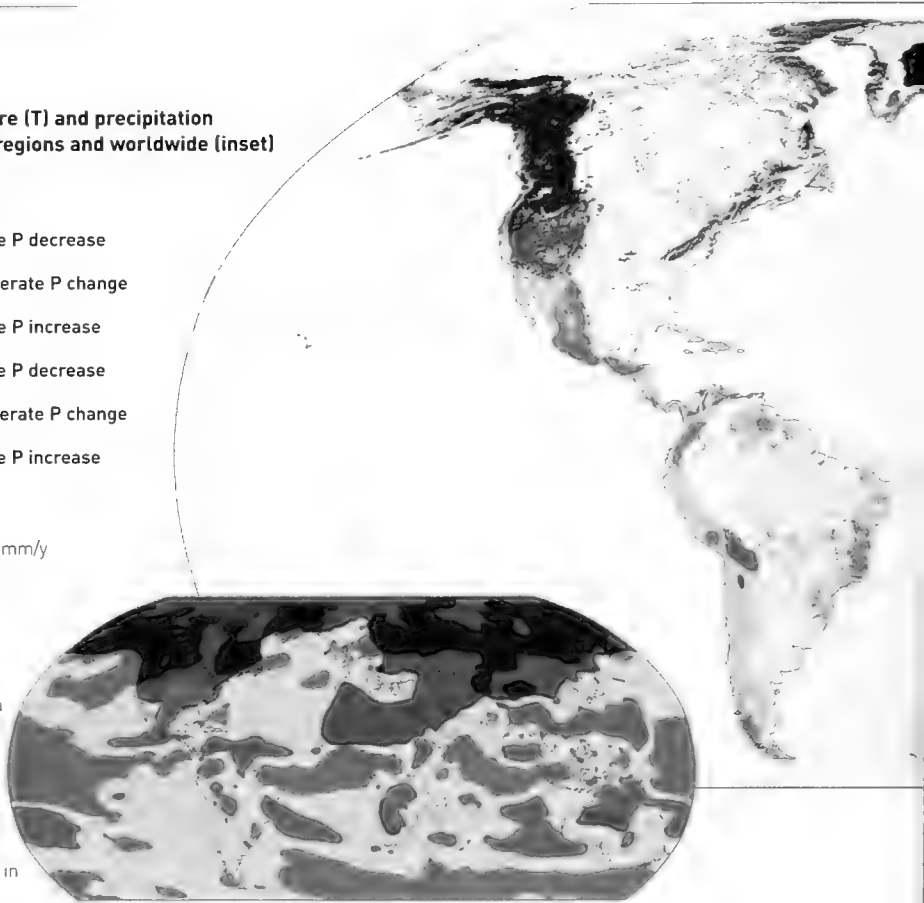 re (T) and precipitation
regions and worldwide (inset)
e P decrease
erate P change
e P increase
e P decrease
erate P change
e P increase
mm/y
in